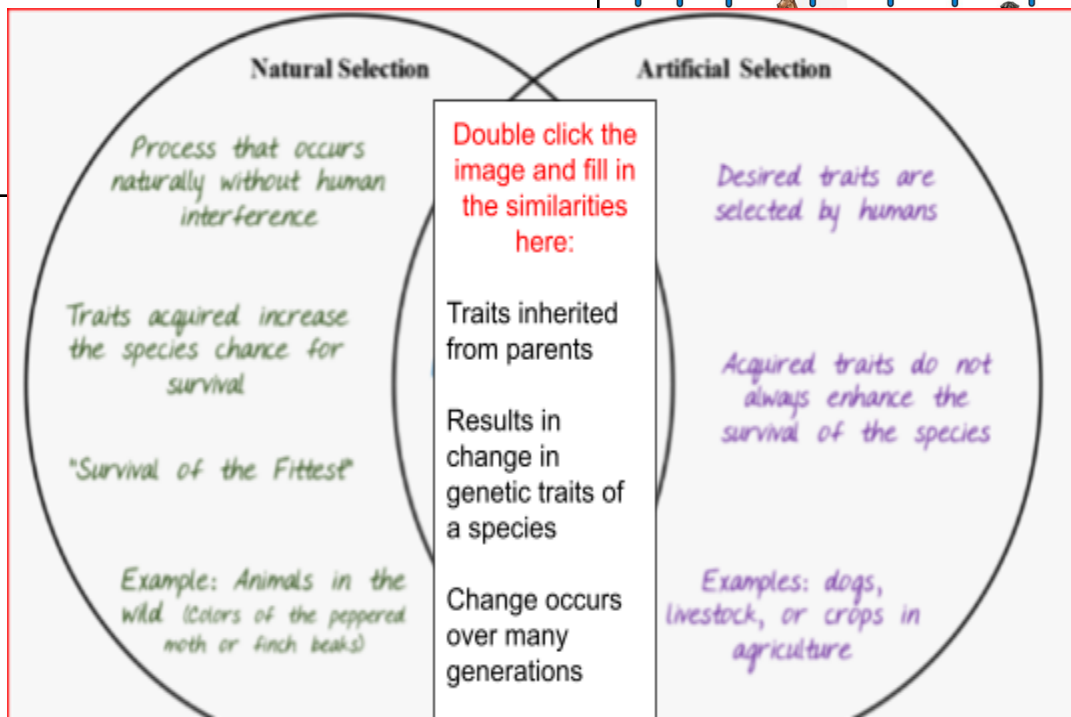 Natural Selection
Process that occurs
naturally without human
interference
Traits acquired increase
the species chance for
survival
"Survival of the Fittest"
Example: Animals in the
wild (Colors of the peppered
moth or finch beaks)
Double click the
image and fill in
the similarities
here:
Traits inherited
from parents
Results in
change in
genetic traits of
a species
Change occurs
over many
generations
Artificial Selection
Desired traits are
selected by humans
Acquired traits do not
always enhance the
survival of the species
Examples: dogs,
livestock, or crops in
agriculture